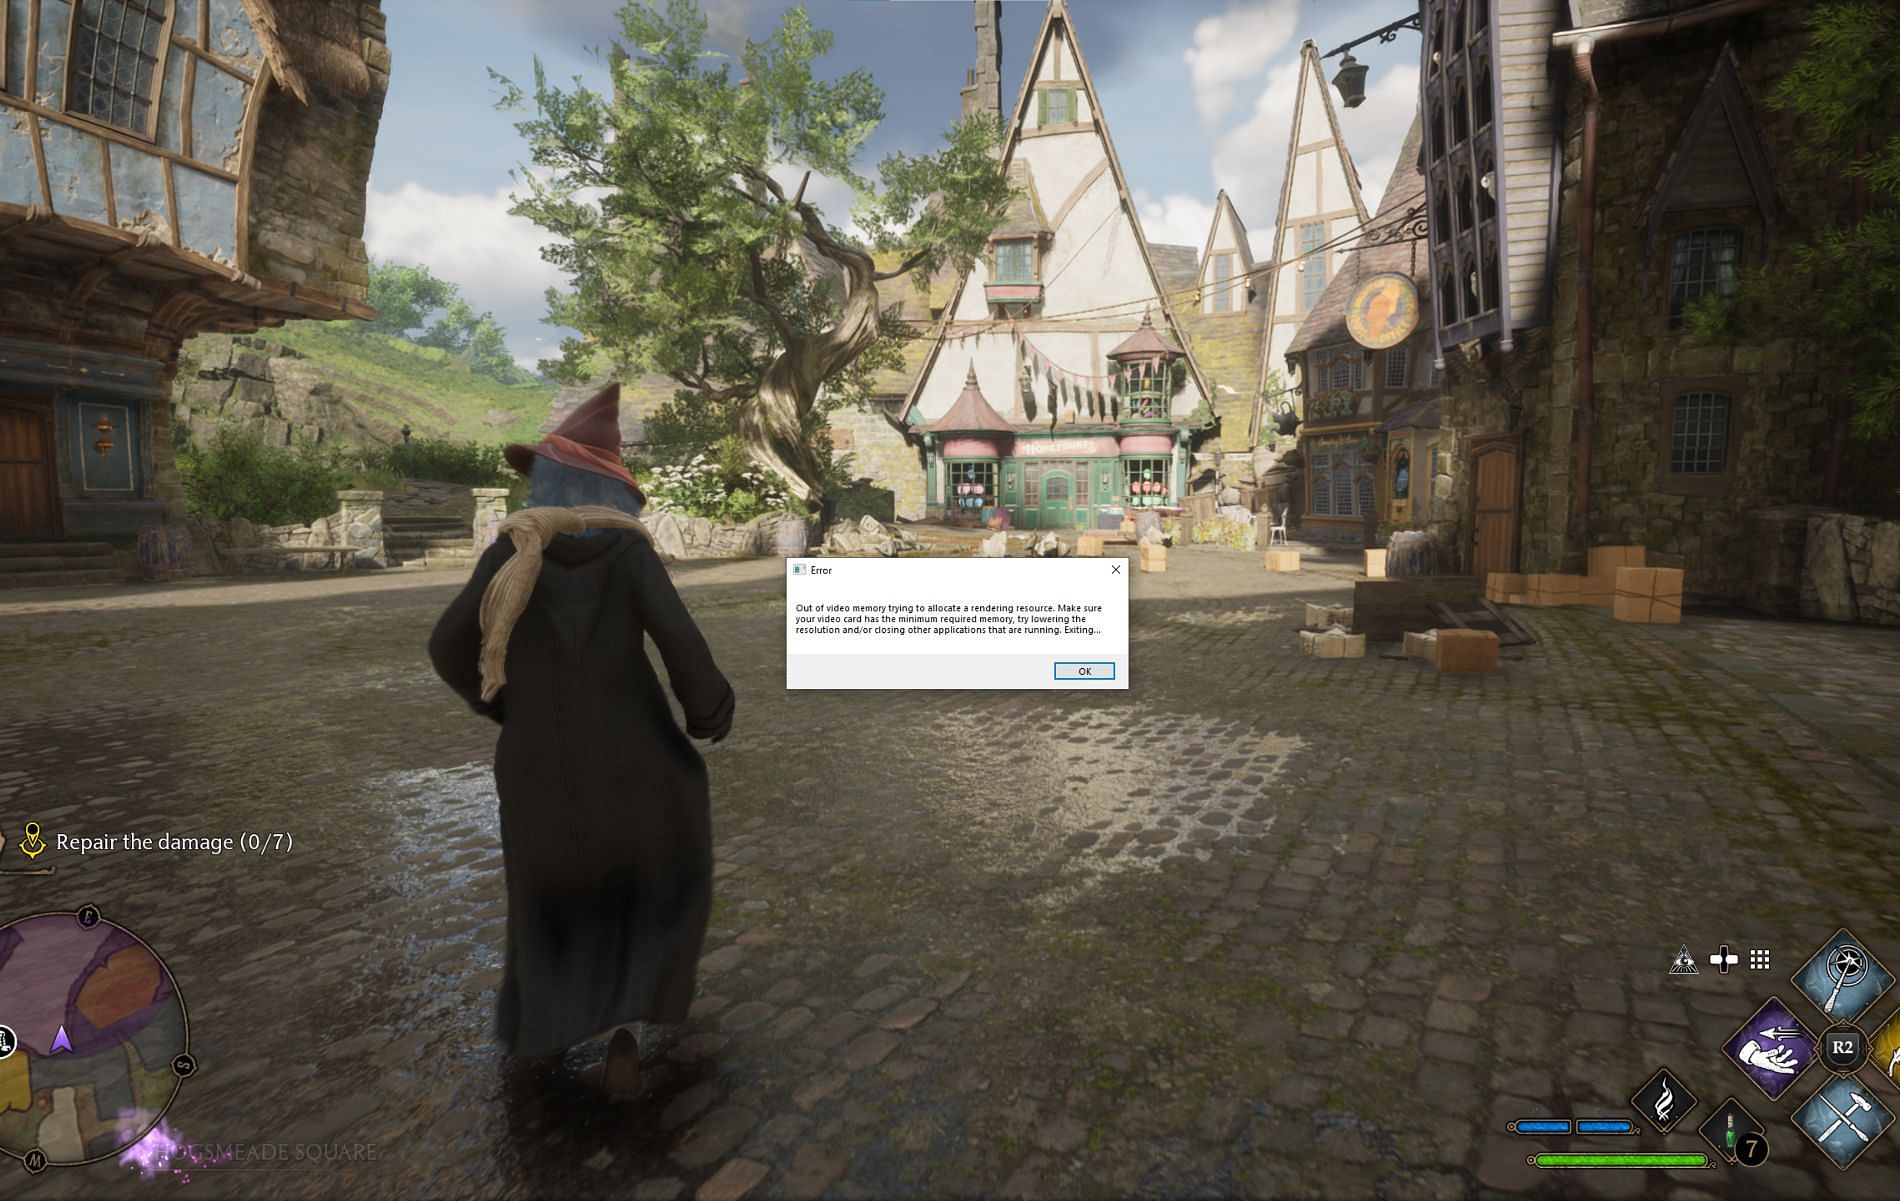 HONEYDUKES
Error
Out of video memory trying to allocate a rendering resource. Make sure
your video card has the minimum required memory, try lowering the
resolution and/or closing other applications that are running. Exiting...
OK
Repair the damage (0/7)
E
S
M
HOGSMEADE SQUARE
R2
7